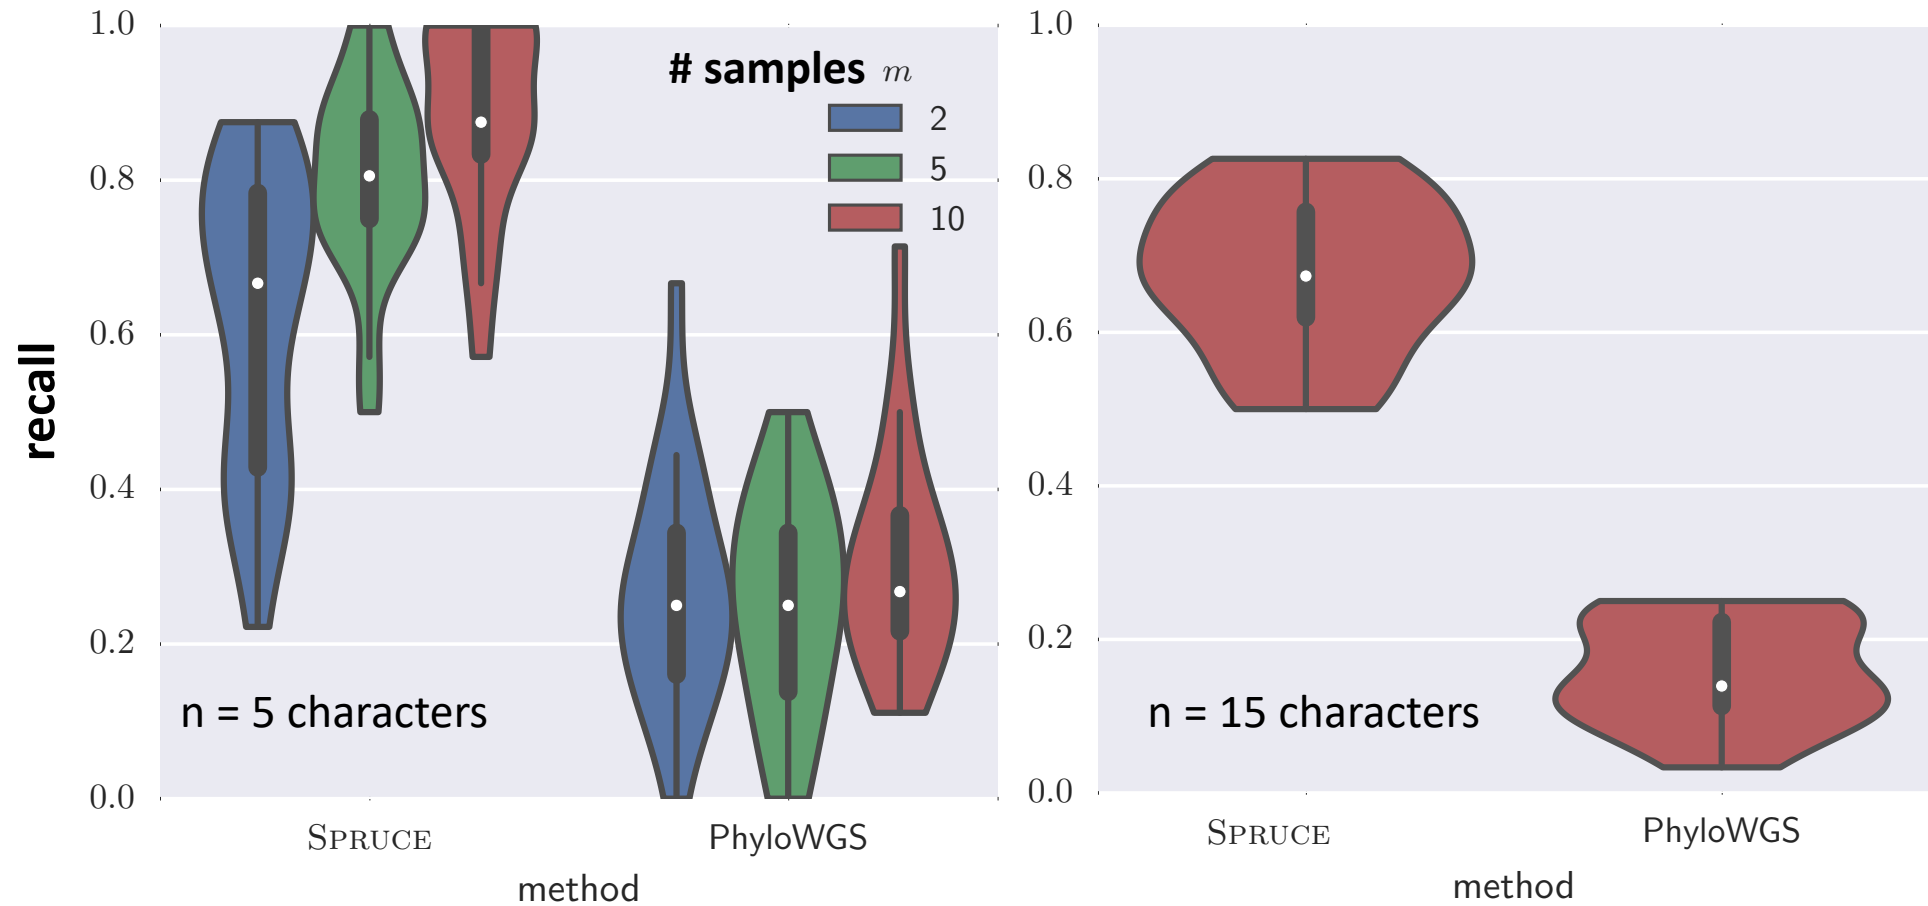 recall
1.0
0.8
0.6
0.4
0.2
0.0
# samples m
2
5
10
n = 5 characters
SPRUCE
PhyloWGS
method
1.0
0.8
0.6
0.4
0.2
0.0
n = 15 characters
SPRUCE
PhyloWGS
method